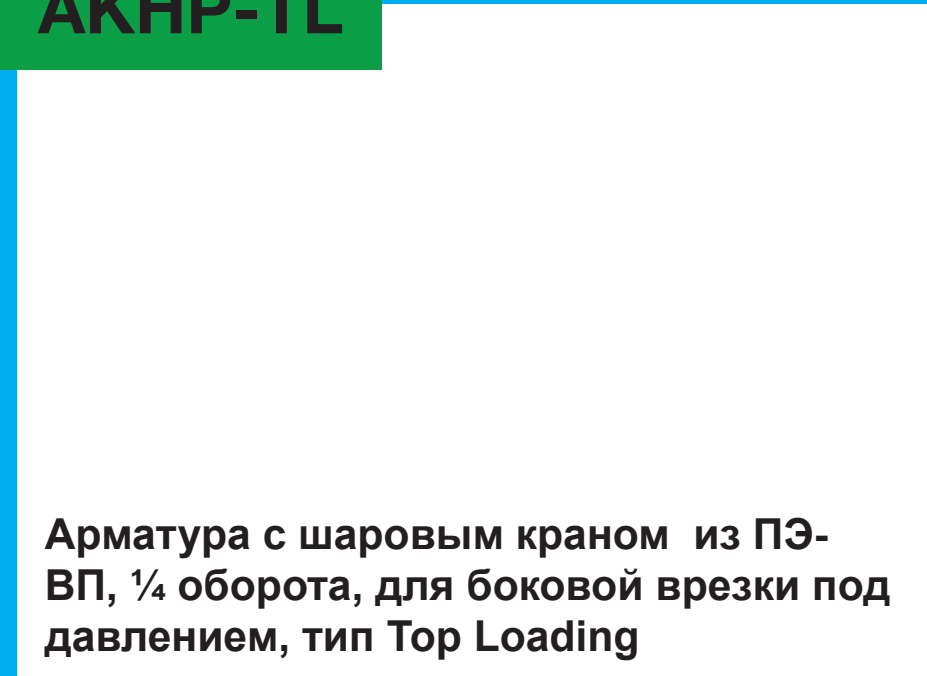 AKHP-TL
Арматура с шаровым краном из ПЭ-
ВП, ¼ оборота, для боковой врезки под
давлением, тип Top Loading